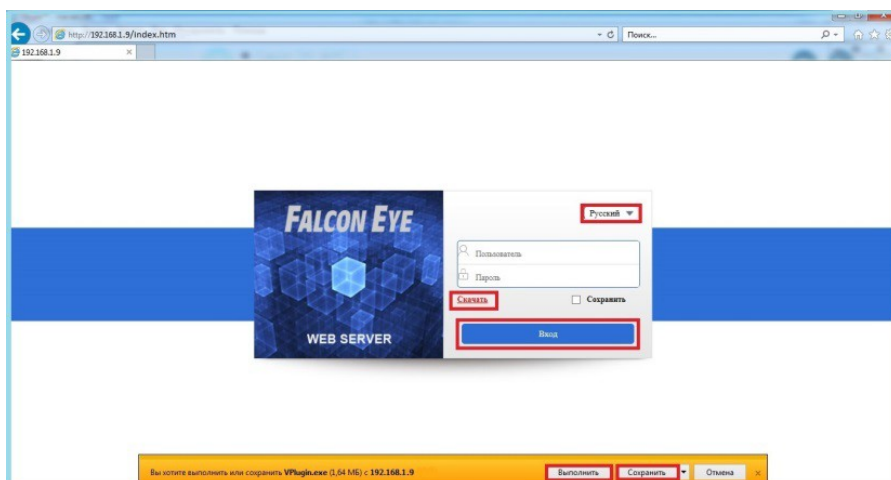 http://192.168.1.9/index.htm
Поиск...
192.168.1.9
FALCON EYE
Русский
Пользователь
Пароль
Скачать
Сохранить
WEB SERVER
Вход
Вы хотите выполнить или сохранить VPlugin.exe (1,64 МБ) с 192.168.1.9
Выполнить
Сохранить
Отмена